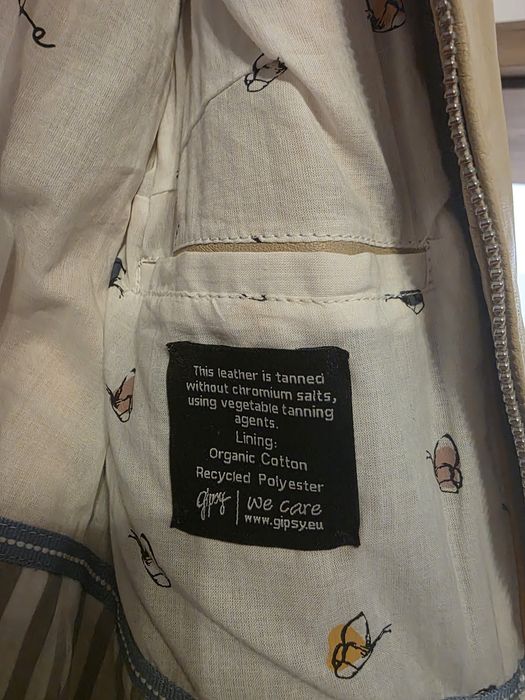 This leather is tanned
without chromium salts,
using vegetable tanning
agents.
Lining:
Organic Cotton
Recycled Polyester
gipsy | we care
www.gipsy.eu